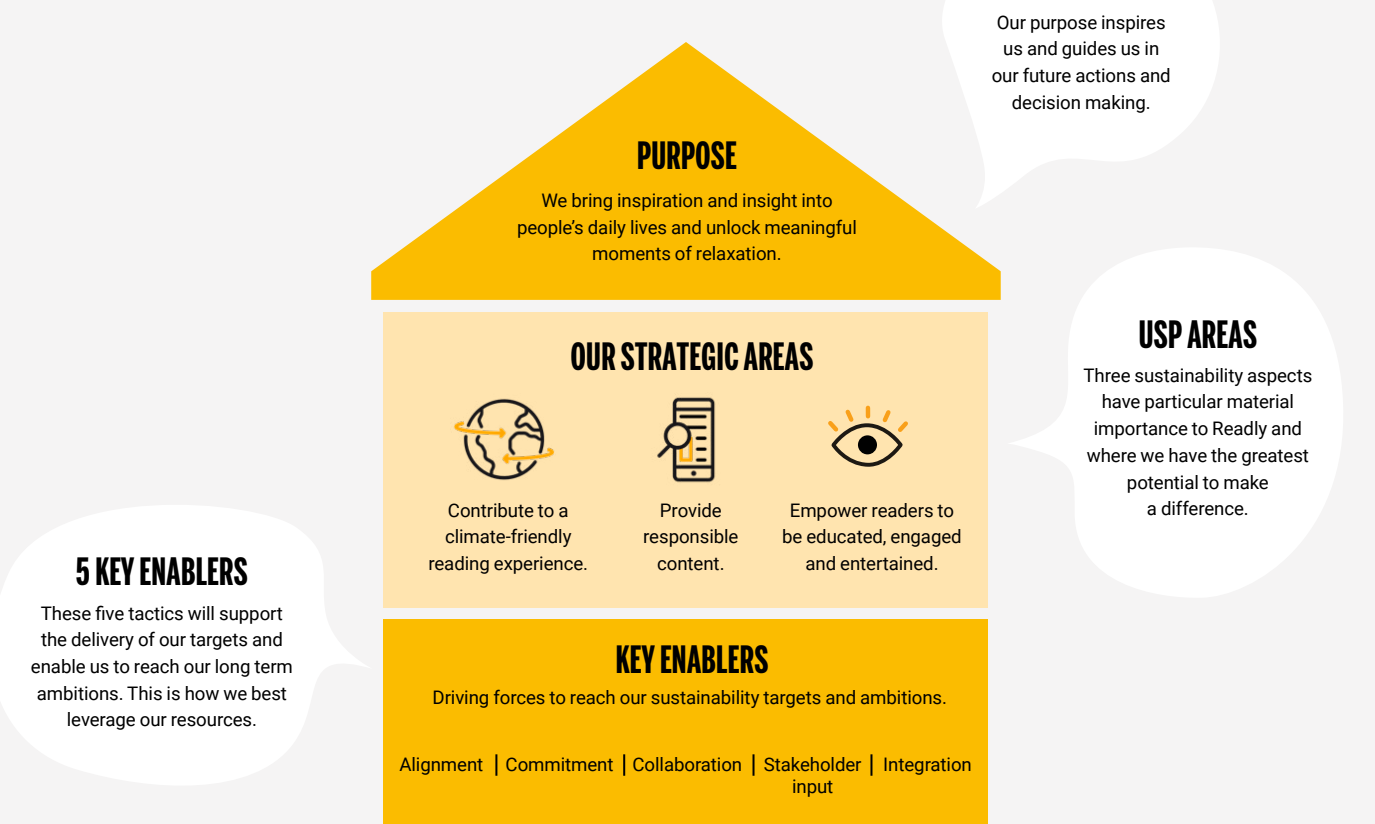 Our purpose inspires
us and guides us in
our future actions and
decision making.
PURPOSE
We bring inspiration and insight into
people’s daily lives and unlock meaningful
moments of relaxation.
OUR STRATEGIC AREAS
Contribute to a
climate-friendly
reading experience.
Provide
responsible
content.
Empower readers to
be educated, engaged
and entertained.
USP AREAS
Three sustainability aspects
have particular material
importance to Readly and
where we have the greatest
potential to make
a difference.
5 KEY ENABLERS
These five tactics will support
the delivery of our targets and
enable us to reach our long term
ambitions. This is how we best
leverage our resources.
KEY ENABLERS
Driving forces to reach our sustainability targets and ambitions.
Alignment | Commitment | Collaboration | Stakeholder | Integration
input